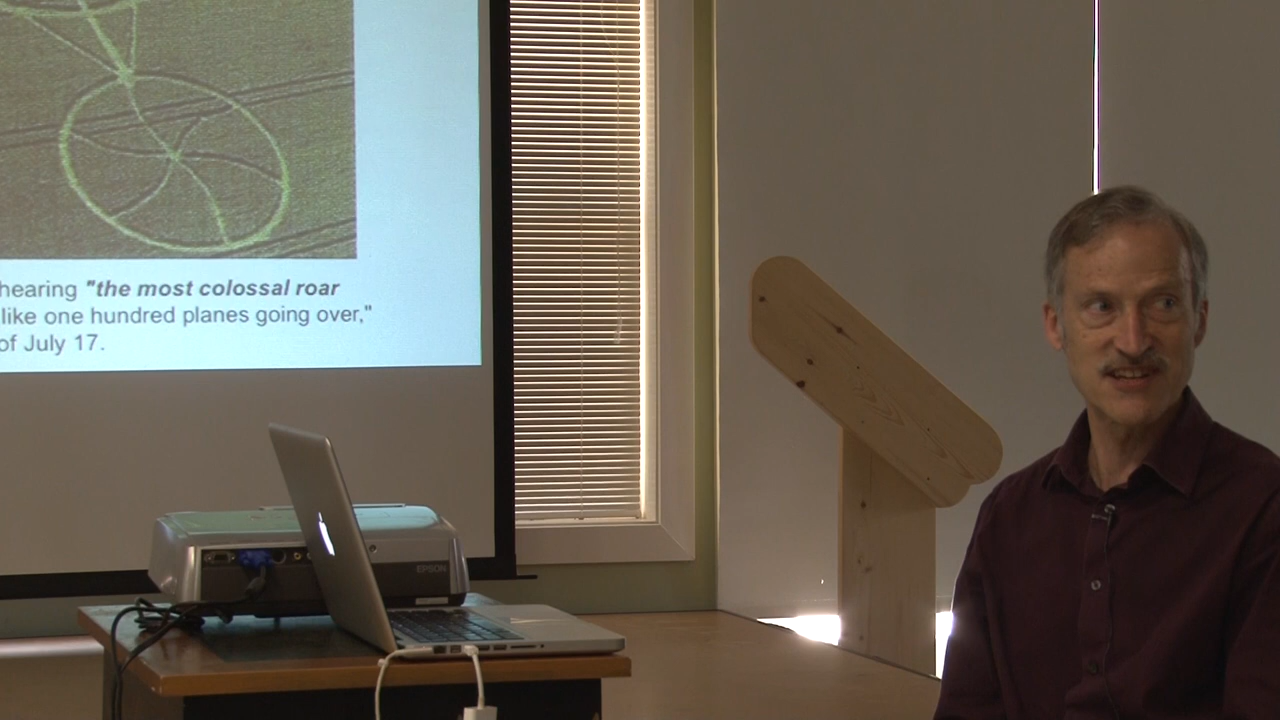 hearing "the most colossal roar
like one hundred planes going over,"
of July 17.
EPSON